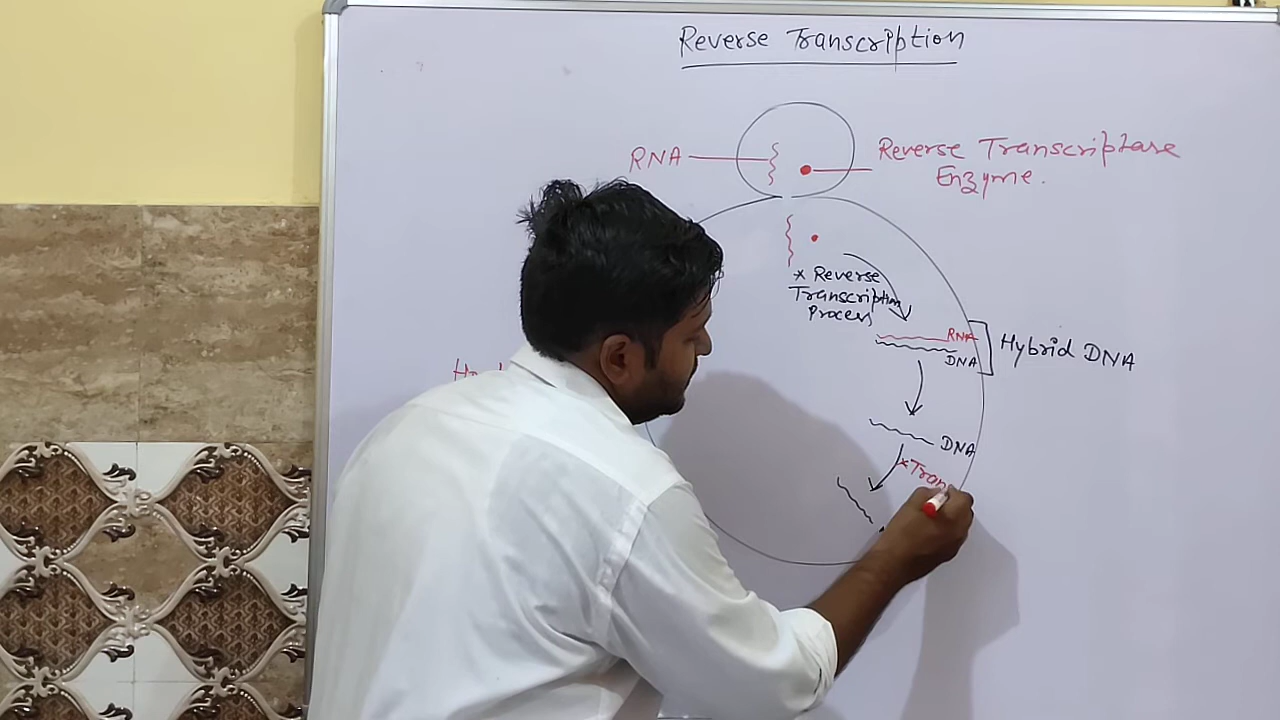 Reverse Transcription
RNA
Reverse Transcriptase
Enzyme.
* Reverse
Transcription
Process
RNA
DNA
Hybrid DNA
DNA
*Tran